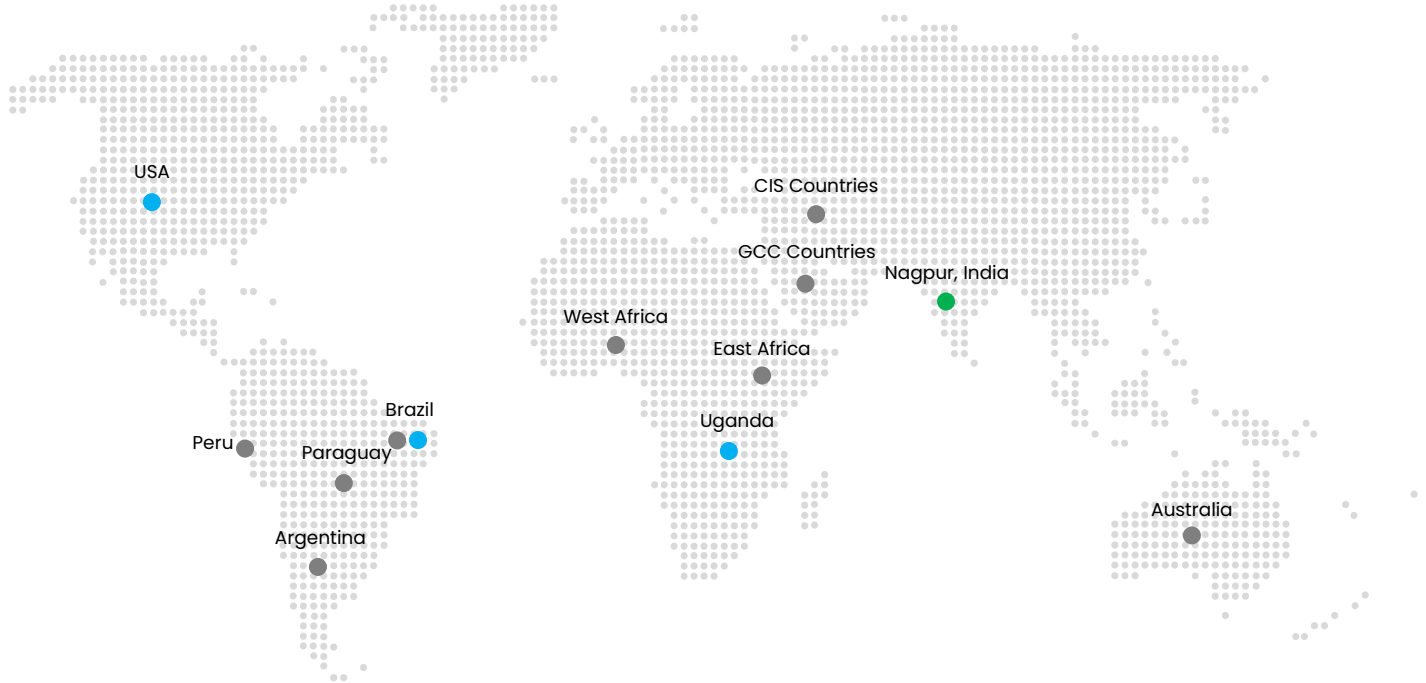 USA
CIS Countries
GCC Countries
Nagpur, India
West Africa
East Africa
Brazil
Uganda
Peru
Paraguay
Australia
Argentina